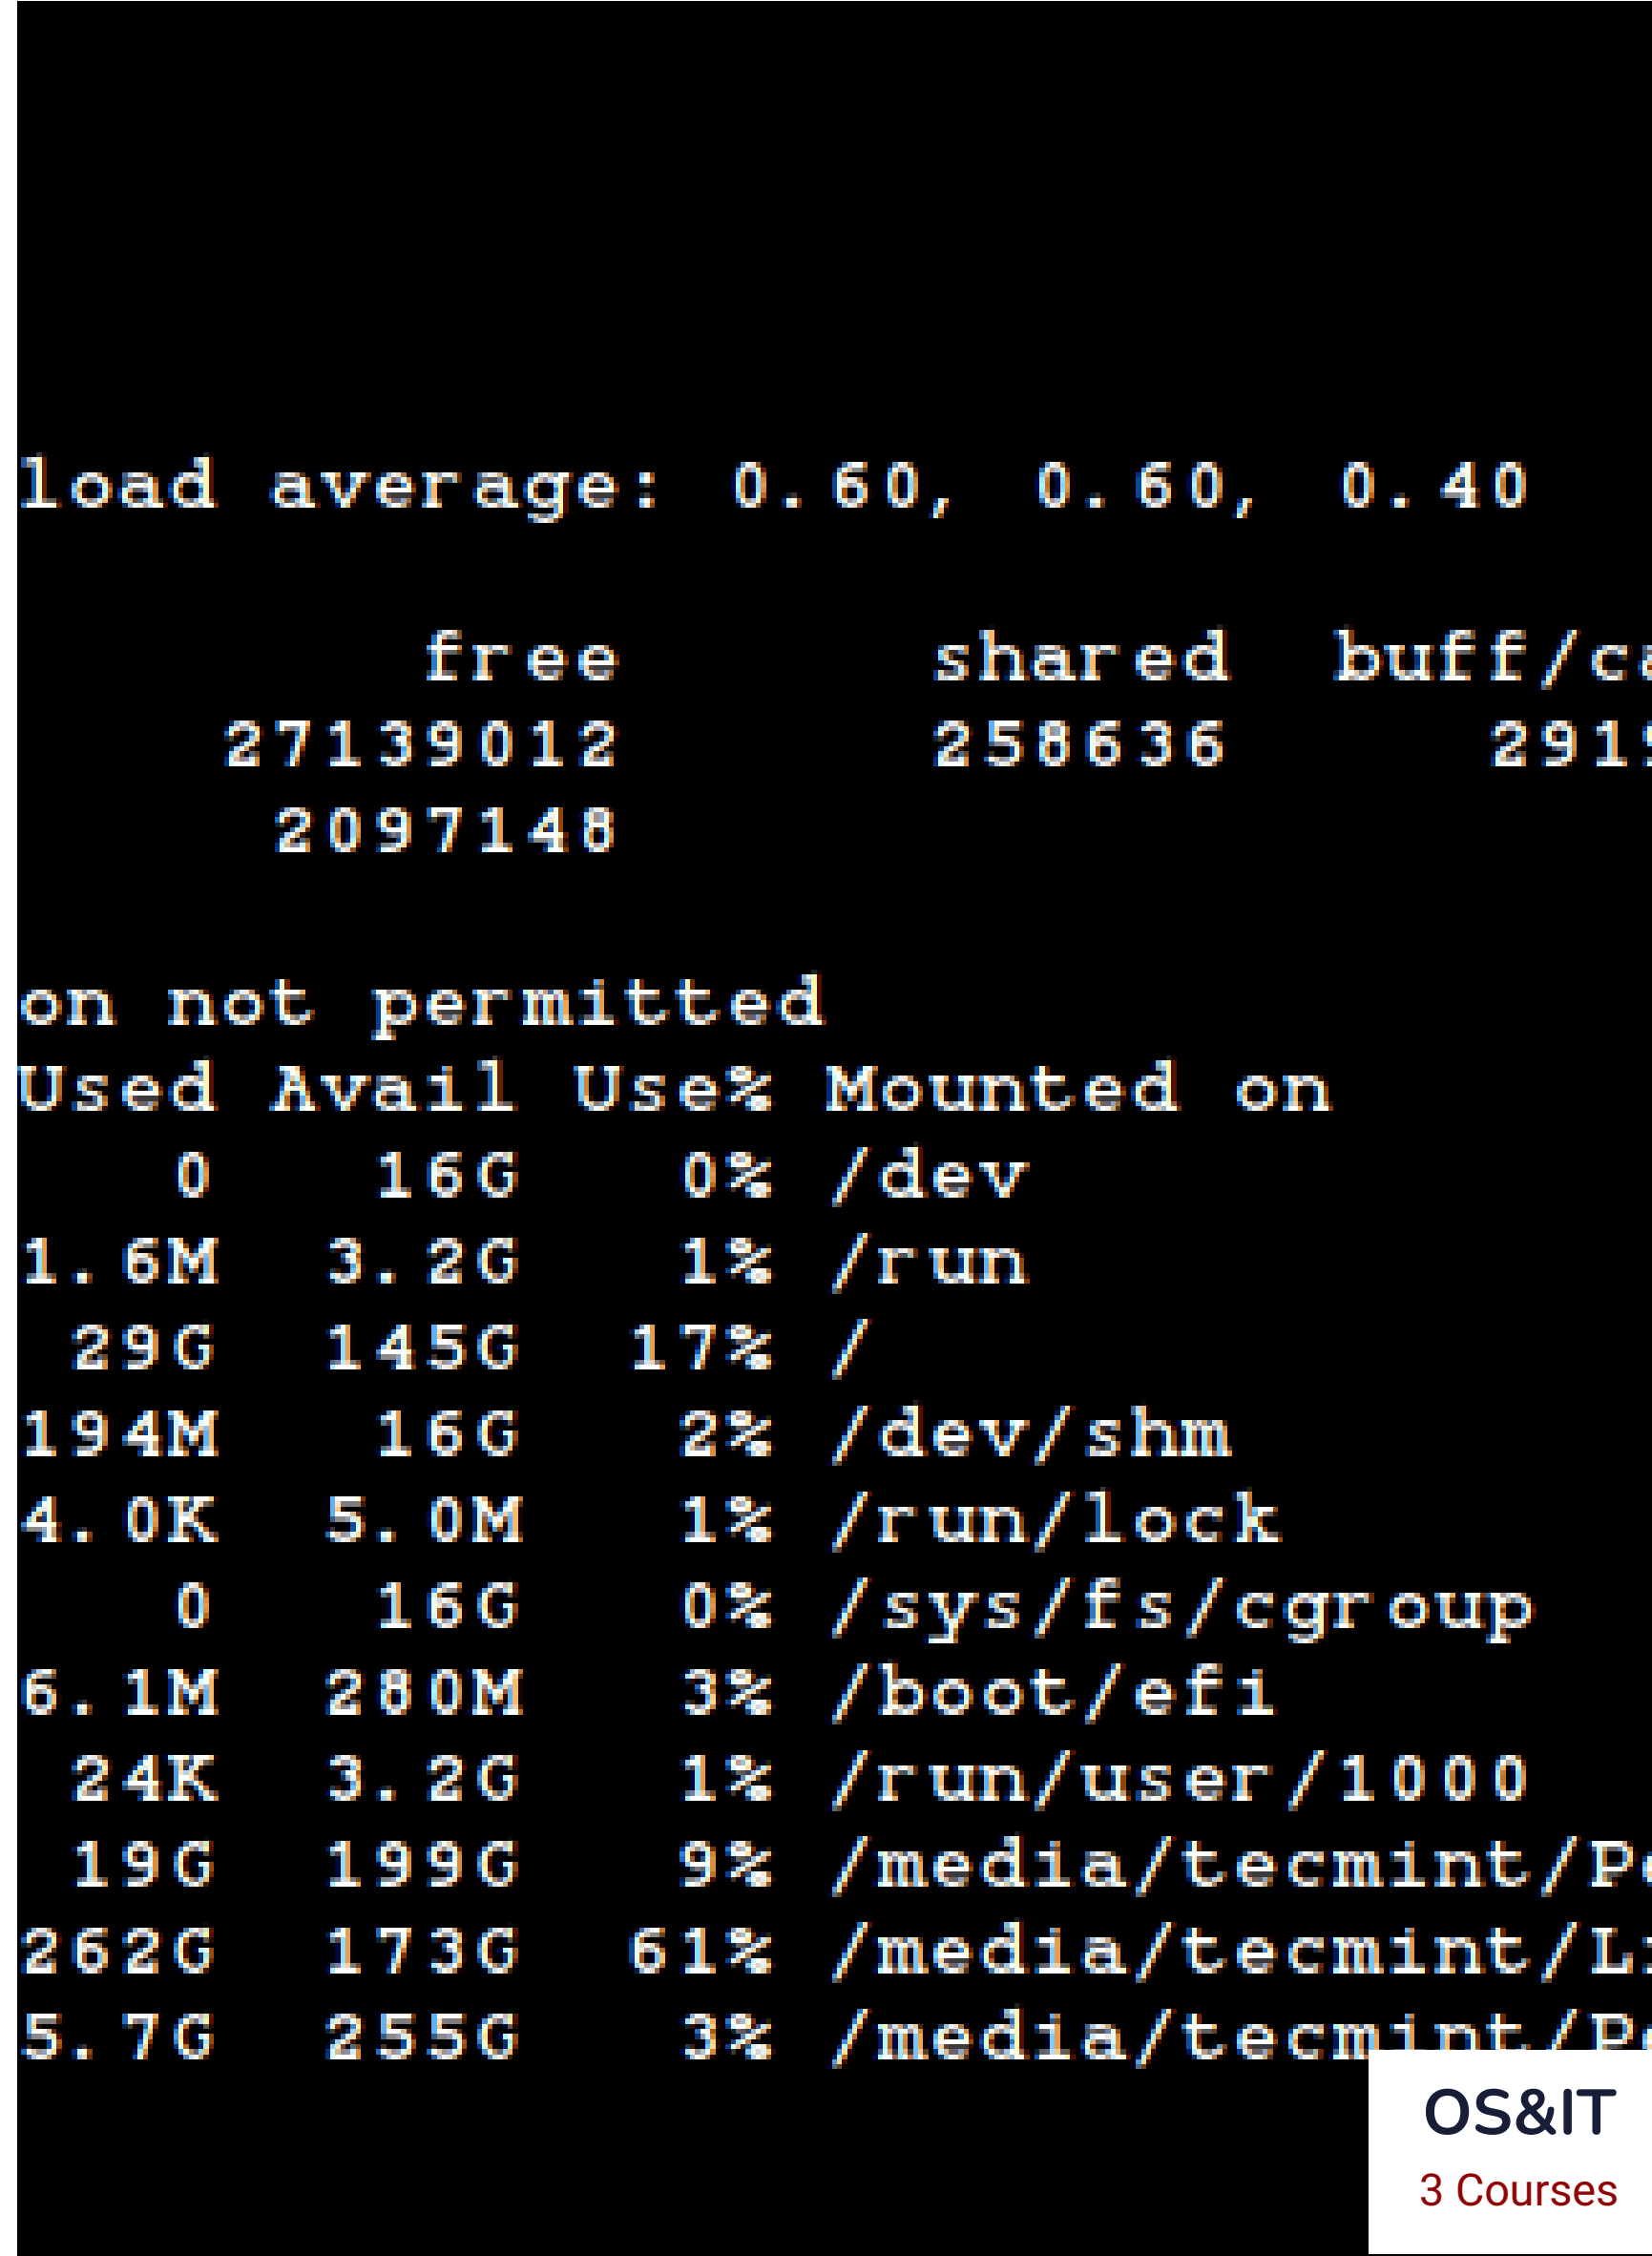 load average: 0.60, 0.60, 0.40
free shared buff/ca
27139012 258636 291
2097148
on not permitted
Used Avail Use% Mounted on
0 16G 0% /dev
1.6M 3.2G 1% /run
29G 145G 17% /
194M 16G 2% /dev/shm
4.0K 5.0M 1% /run/lock
0 16G 0% /sys/fs/cgroup
6.1M 280M 3% /boot/efi
24K 3.2G 1% /run/user/1000
19G 199G 9% /media/tecmint/P
262G 173G 61% /media/tecmint/L
5.7G 255G 3% /media/tecmint/P
OS&IT
3 Courses